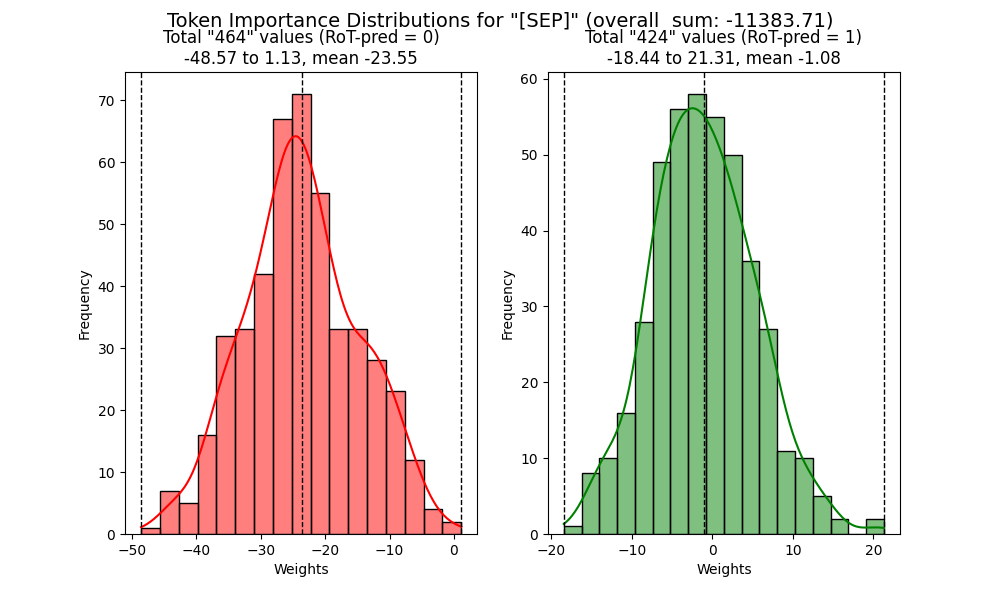 Token Importance Distributions for "[SEP]" (overall  sum: -11383.71)
Total "464" values (RoT-pred = 0)
-48.57 to 1.13, mean -23.55
Total "424" values (RoT-pred = 1)
-18.44 to 21.31, mean -1.08
Frequency
70
60
50
40
30
20
10
0
−50
−40
−30
−20
−10
0
Weights
Frequency
60
50
40
30
20
10
0
−20
−10
0
10
20
Weights